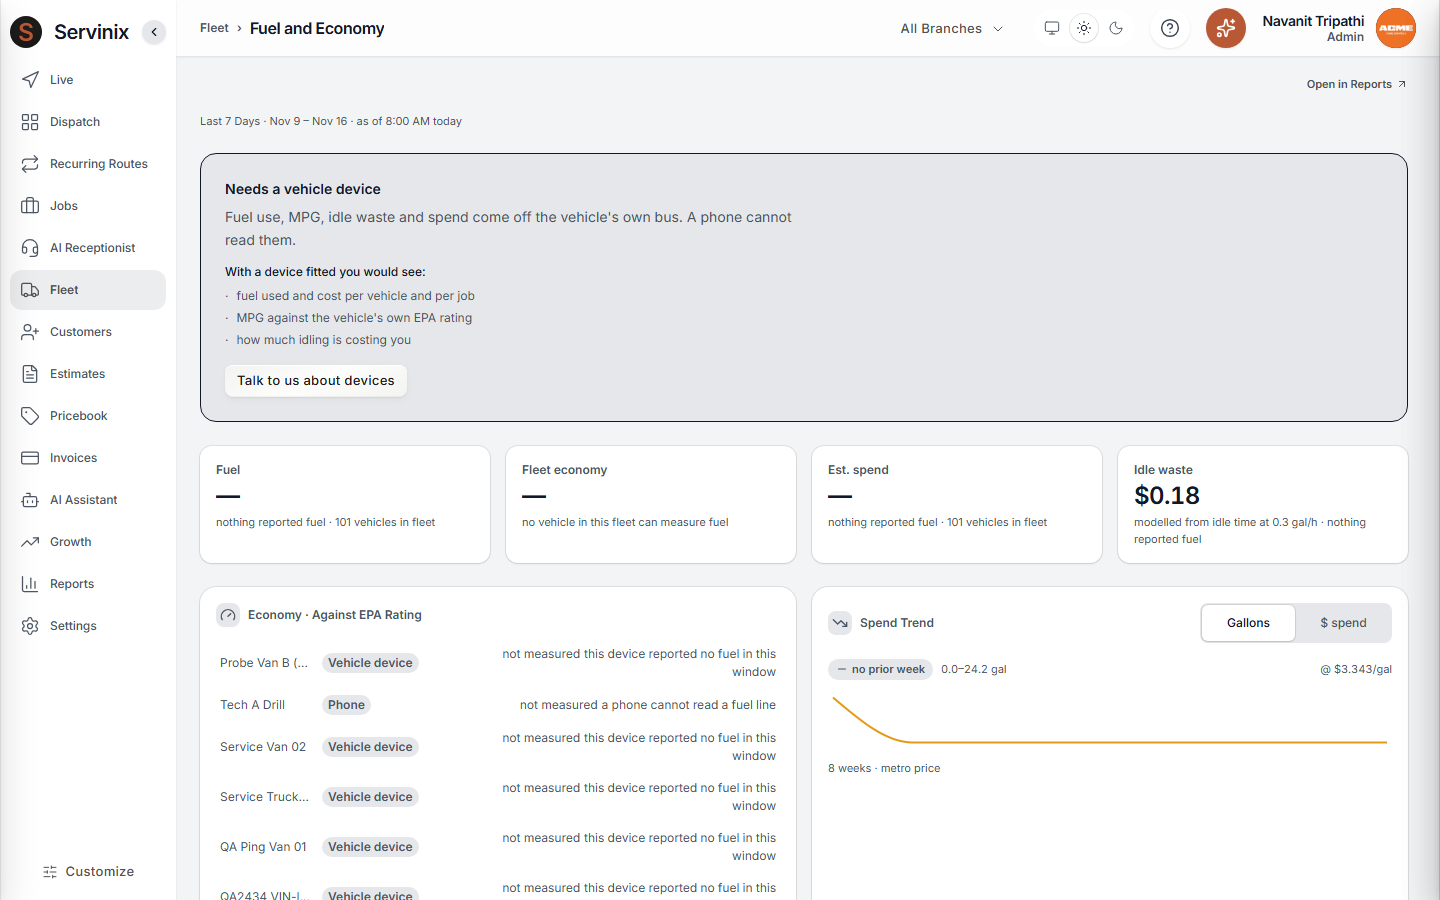 S Servinix
Fleet › Fuel and Economy
All Branches
Navanit Tripathi
Admin
ACME
Live
Dispatch
Recurring Routes
Jobs
AI Receptionist
Fleet
Customers
Estimates
Pricebook
Invoices
AI Assistant
Growth
Reports
Settings
Customize
Open in Reports
Last 7 Days · Nov 9 – Nov 16 · as of 8:00 AM today
Needs a vehicle device
Fuel use, MPG, idle waste and spend come off the vehicle's own bus. A phone cannot
read them.
With a device fitted you would see:
· fuel used and cost per vehicle and per job
· MPG against the vehicle's own EPA rating
· how much idling is costing you
Talk to us about devices
Fuel
—
nothing reported fuel · 101 vehicles in fleet
Fleet economy
—
no vehicle in this fleet can measure fuel
Est. spend
—
nothing reported fuel · 101 vehicles in fleet
Idle waste
$0.18
modelled from idle time at 0.3 gal/h · nothing
reported fuel
Economy · Against EPA Rating
Probe Van B (... Vehicle device not measured this device reported no fuel in this
window
Tech A Drill Phone not measured a phone cannot read a fuel line
Service Van 02 Vehicle device not measured this device reported no fuel in this
window
Service Truck... Vehicle device not measured this device reported no fuel in this
window
QA Ping Van 01 Vehicle device not measured this device reported no fuel in this
window
QA2434 VIN-l... Vehicle device not measured this device reported no fuel in this
Spend Trend
Gallons $ spend
— no prior week 0.0–24.2 gal @ $3.343/gal
8 weeks · metro price